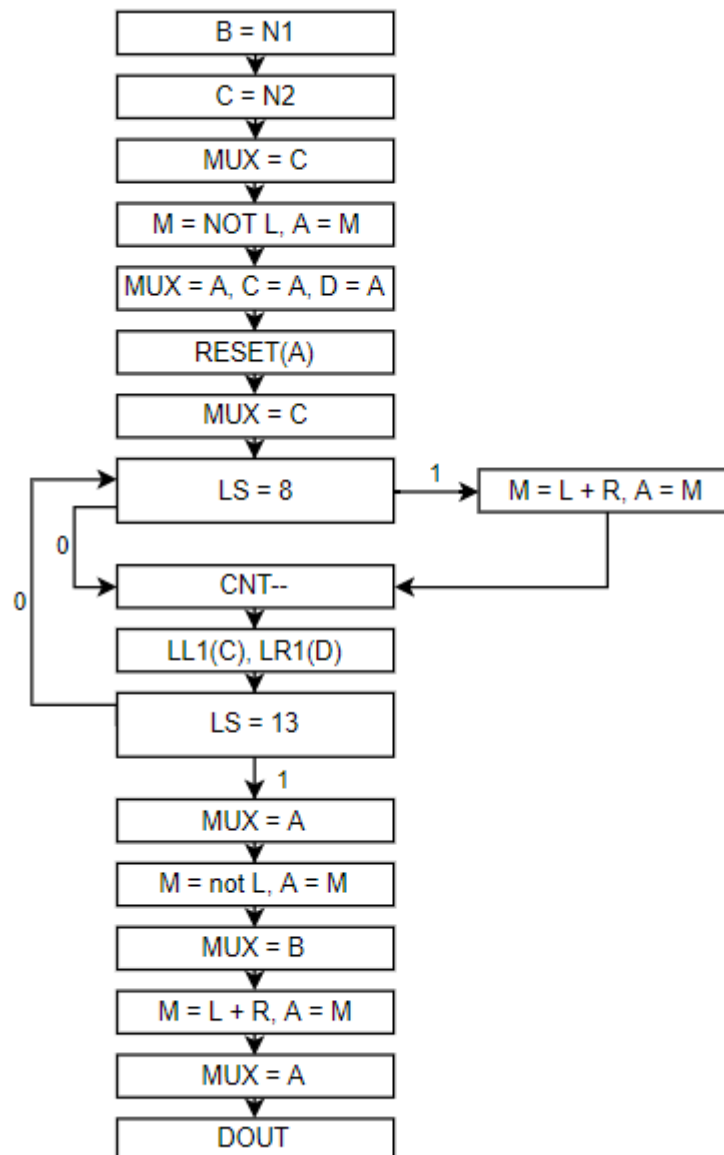 B = N1
C = N2
MUX = C
M = NOT L, A = M
MUX = A, C = A, D = A
RESET(A)
MUX = C
LS = 8
1
M = L + R, A = M
0
0
CNT--
LL1(C), LR1(D)
LS = 13
1
MUX = A
M = not L, A = M
MUX = B
M = L + R, A = M
MUX = A
DOUT